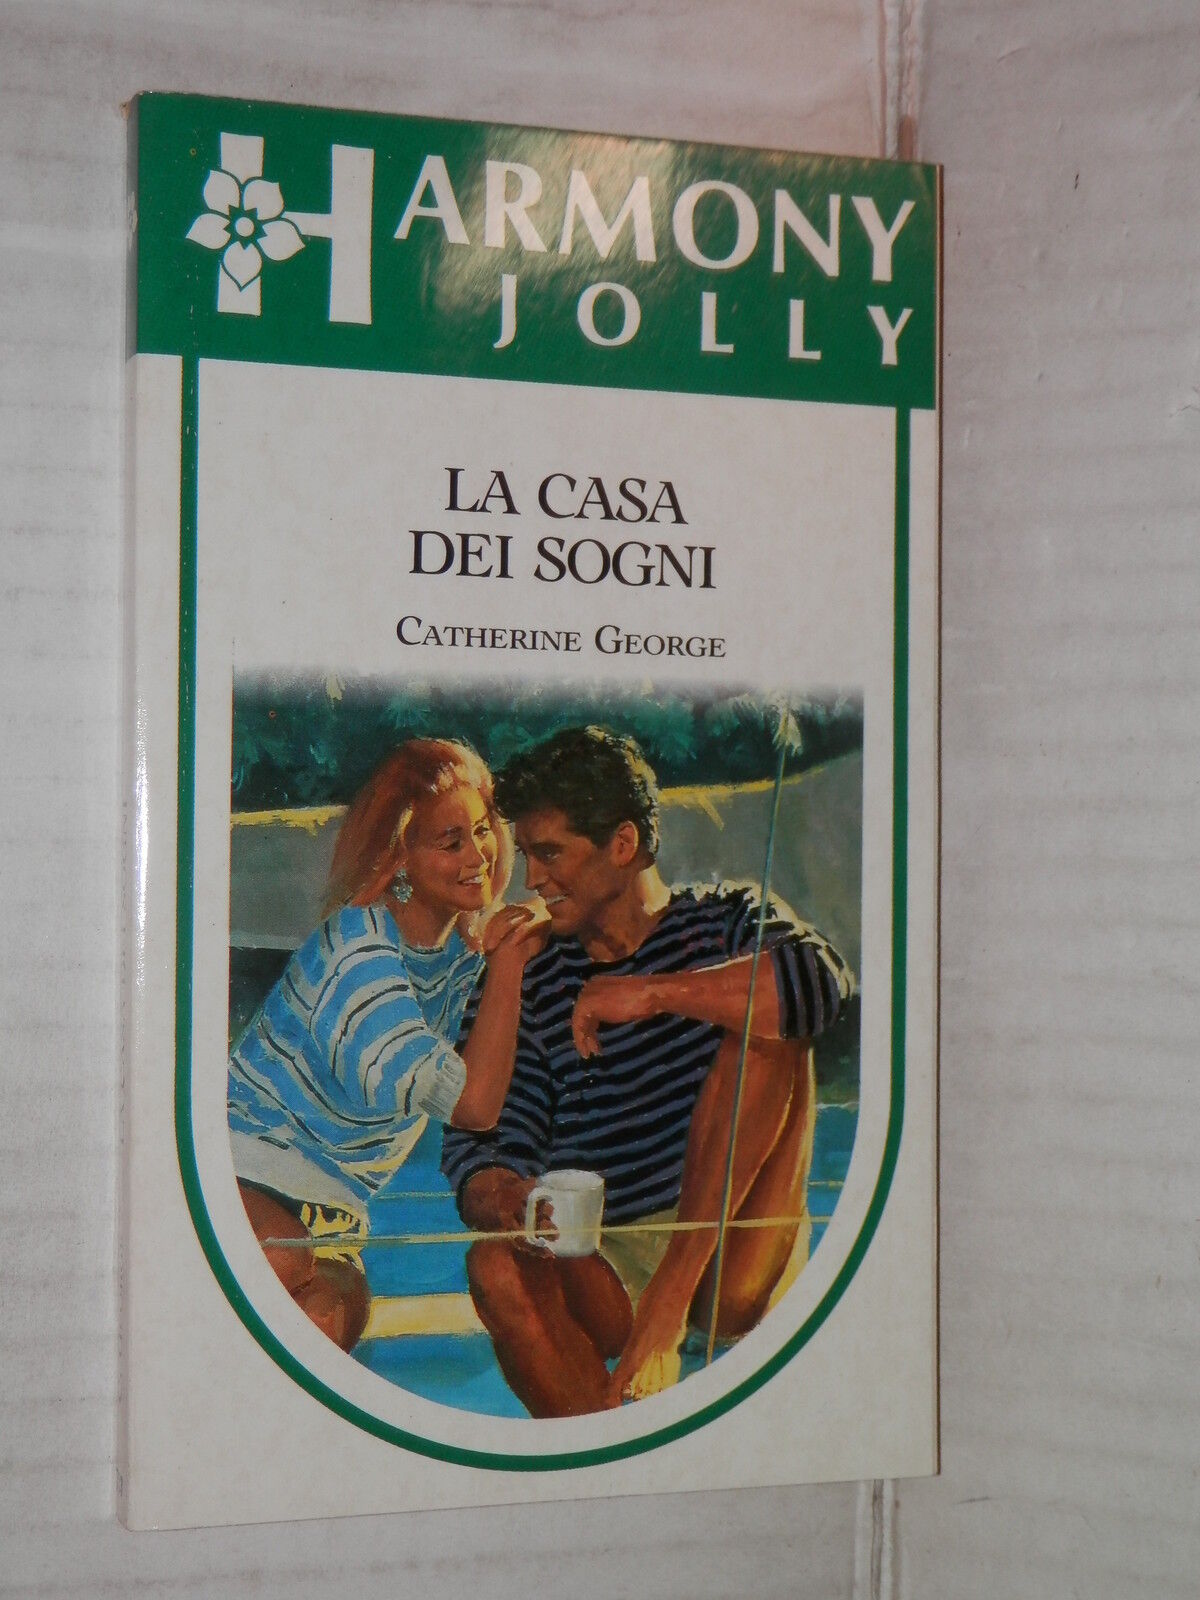 HARMONY
JOLLY
LA CASA
DEI SOGNI
CATHERINE GEORGE